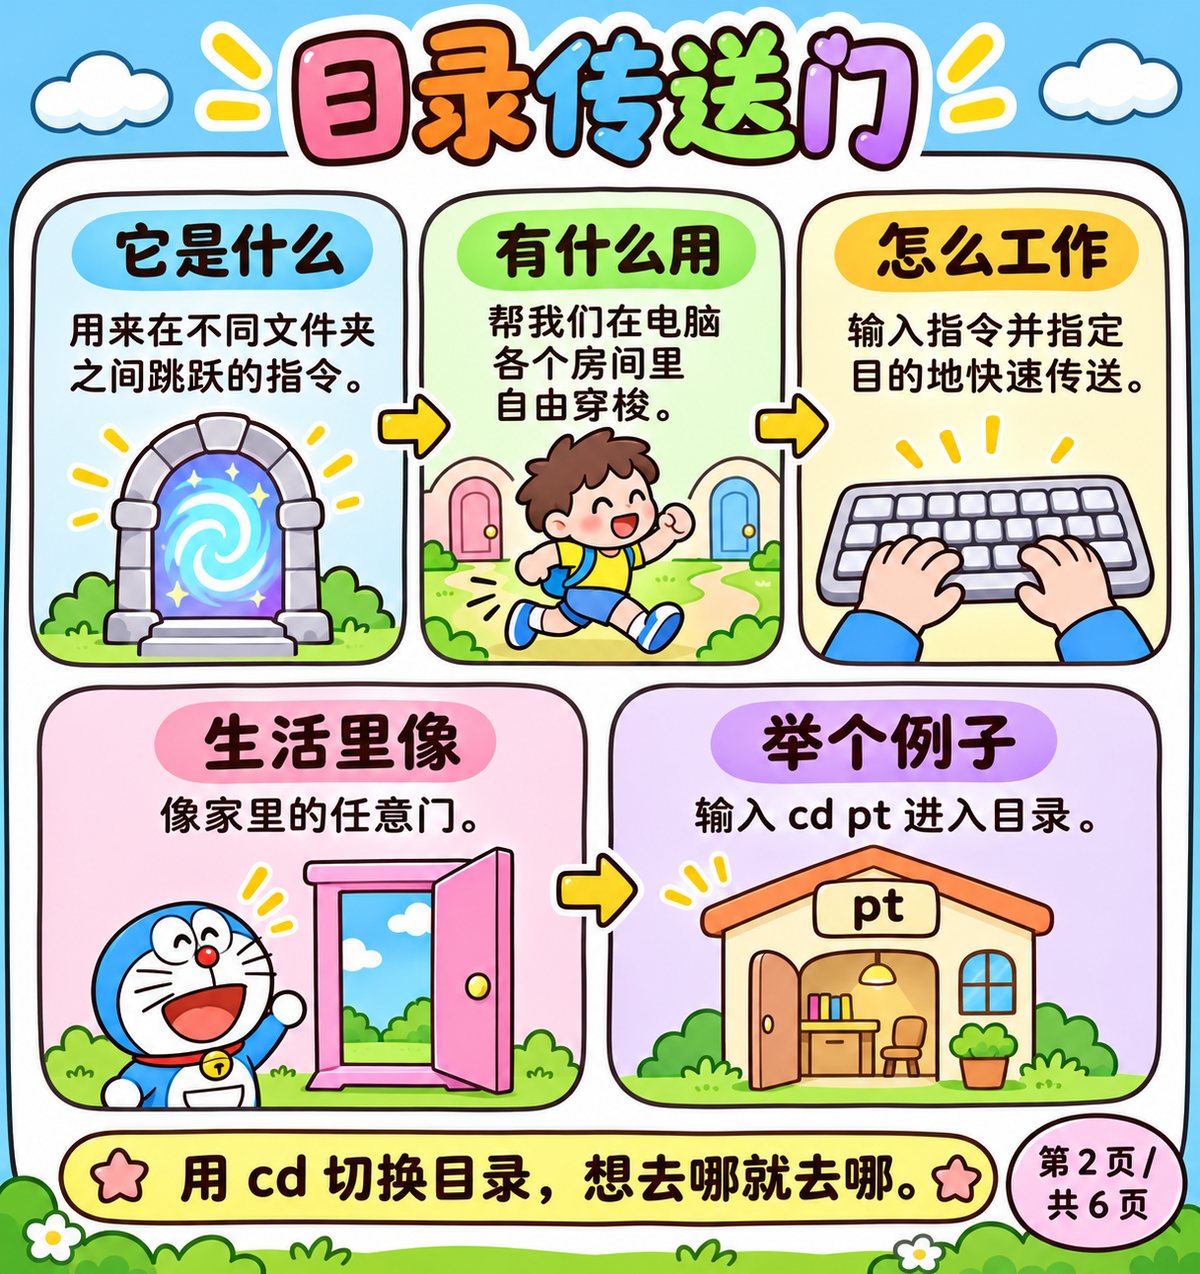 目录传送门
它是什么
用来在不同文件夹
之间跳跃的指令。
有什么用
帮我们在电脑
各个房间里
自由穿梭。
怎么工作
输入指令并指定
目的地快速传送。
生活里像
像家里的任意门。
举个例子
输入 cd pt 进入目录。
pt
用 cd 切换目录，想去哪就去哪。
第2页/
共6页